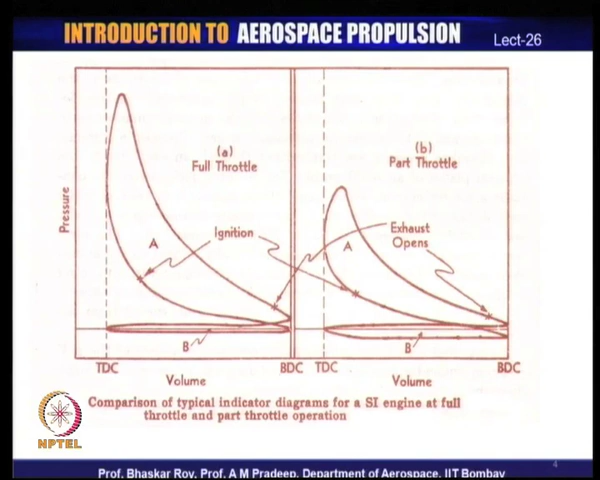 INTRODUCTION TO AEROSPACE PROPULSION
Lect-26
(a)
Full Throttle
(b)
Part Throttle
Pressure
A
Ignition
Exhaust
Opens
A
B
B
TDC
BDC
TDC
BDC
Volume
Volume
Comparison of typical indicator diagrams for a SI engine at full
throttle and part throttle operation
NPTEL
4
Prof. Bhaskar Roy, Prof. A M Pradeep, Department of Aerospace, IIT Bombay